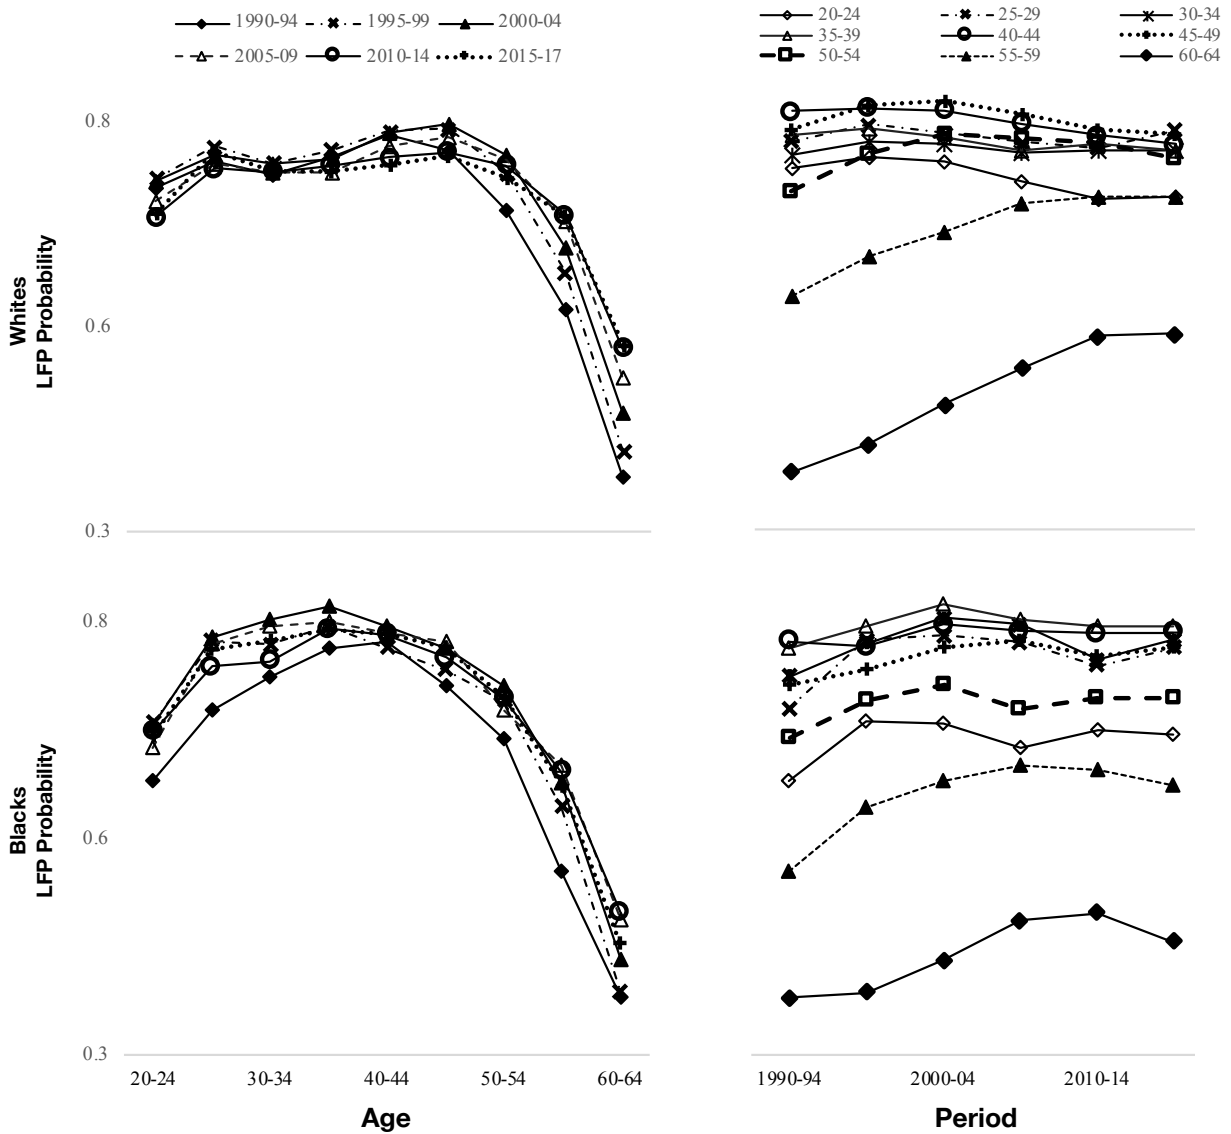 1990-94 1995-99 2000-04
2005-09 2010-14 2015-17
20-24 25-29 30-34
35-39 40-44 45-49
50-54 55-59 60-64
Whites
LFP Probability
0.8
0.6
0.3
Blacks
LFP Probability
0.8
0.6
0.3
20-24 30-34 40-44 50-54 60-64
Age
1990-94 2000-04 2010-14
Period